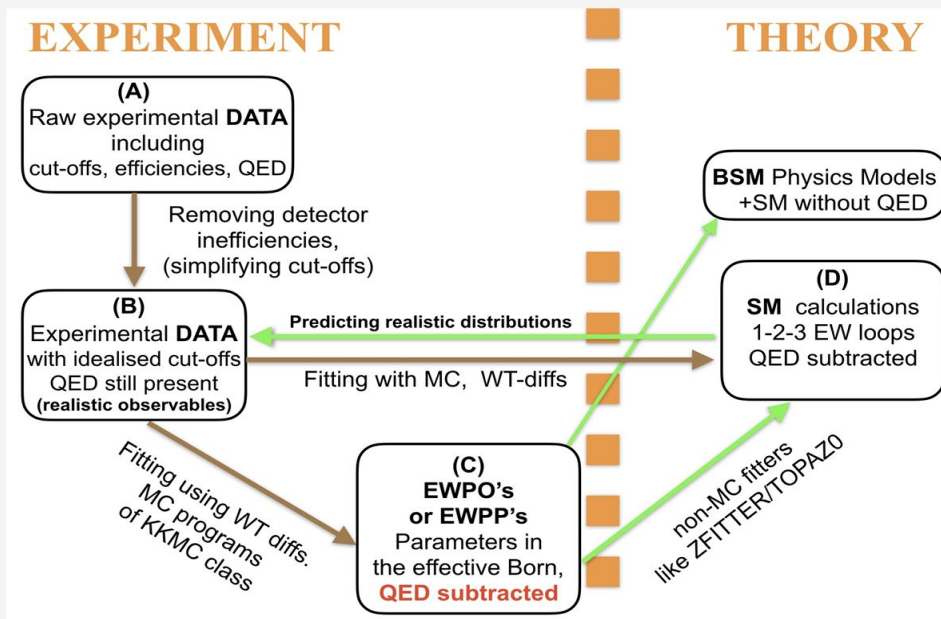 EXPERIMENT
THEORY
(A)
Raw experimental DATA
including
cut-offs, efficiencies, QED
Removing detector
inefficiencies,
(simplifying cut-offs)
BSM Physics Models
+SM without QED
(B)
Experimental DATA
with idealised cut-offs
QED still present
(realistic observables)
Predicting realistic distributions
Fitting with MC, WT-diffs
(D)
SM calculations
1-2-3 EW loops
QED subtracted
Fitting using WT diffs.
MC programs
of KKMC class
(C)
EWPO's
or EWPP's
Parameters in
the effective Born,
QED subtracted
non-MC fitters
like ZFITTER/TOPAZ0